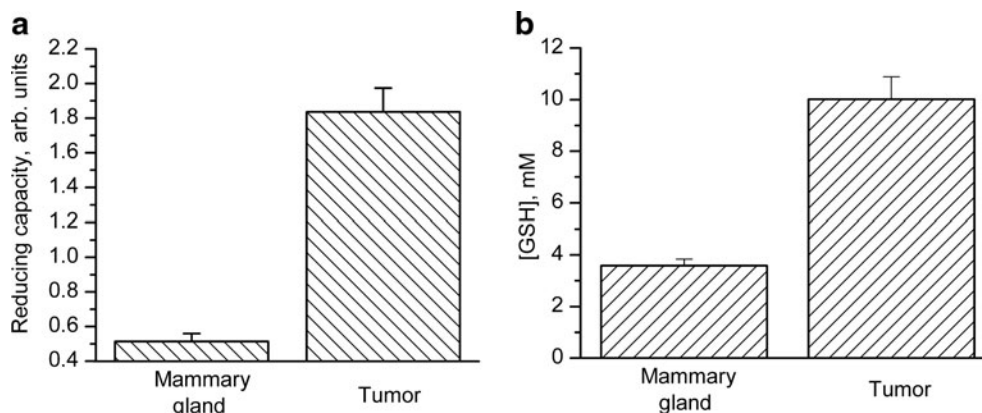 a
Reducing capacity, arb. units
2.2
2.0
1.8
1.6
1.4
1.2
1.0
0.8
0.6
0.4
Mammary
gland
Tumor
b
[GSH], mM
12
10
8
6
4
2
0
Mammary
gland
Tumor